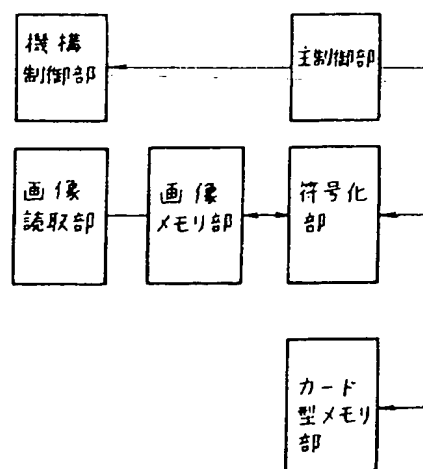 機構
制御部
主制御部
画像
読取部
画像
メモリ部
符号化
部
カード
型メモリ
部